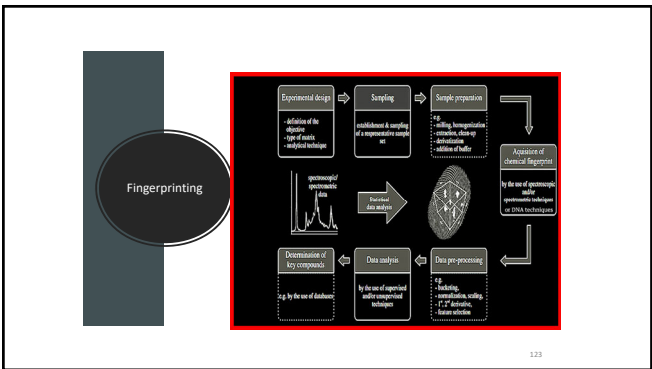 Fingerprinting
Experimental design
- definition of the
objective
- type of matrix
- analytical technique
Sampling
establishment & sampling
of a respresentative sample
set
Sample preparation
e.g.
- milling, homogenization
- extraction, clean-up
- derivatization
- addition of buffer
Aquisition of
chemical fingerprint
by the use of spectroscopic
and/or
spectrometric techniques
or DNA techniques
spectroscopic/
spectrometric
data
Statistical
data analysis
Determination of
key compounds
e.g. by the use of databases
Data analysis
by the use of supervised
and/or unsupervised
techniques
Data pre-processing
e.g.
- bucketing,
- normalization, scaling,
- 1st, 2nd derivative,
- feature selection
123